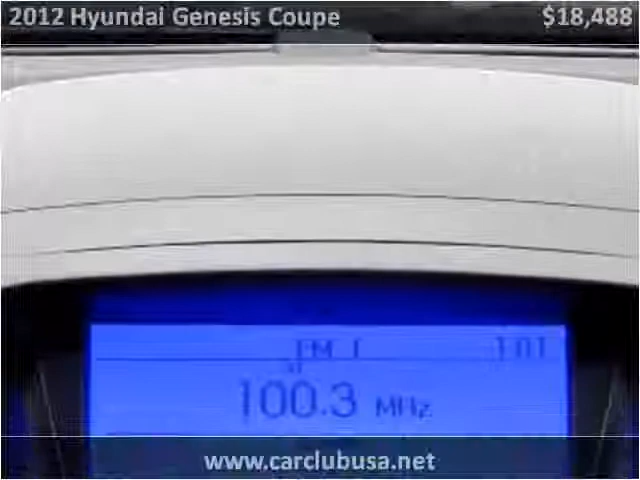 2012 Hyundai Genesis Coupe $18,488
FM 1
100.3 MHz
www.carclubusa.net